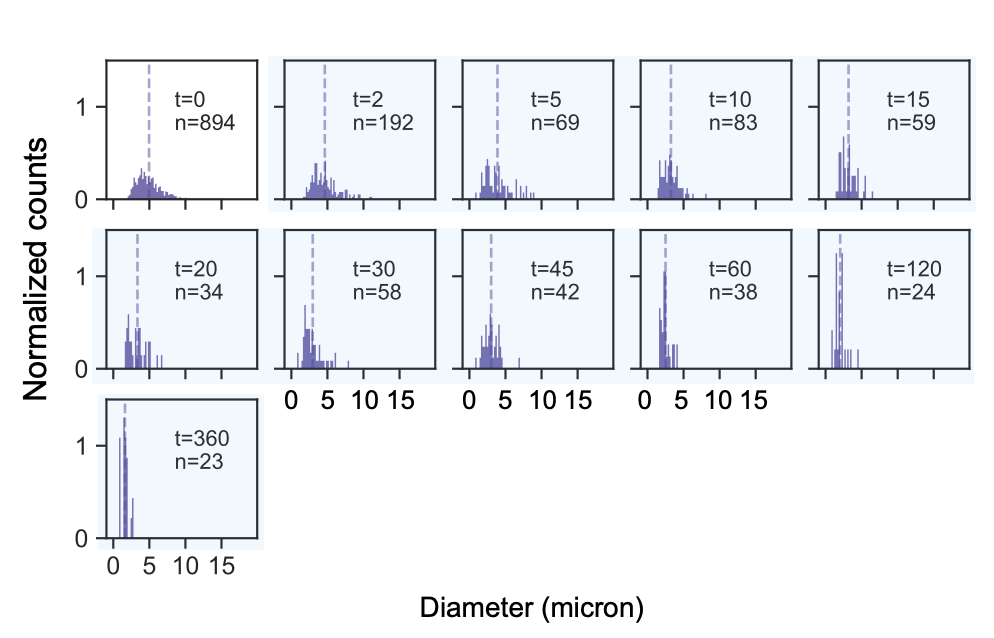 Normalized counts
1
0
t=0
n=894
t=2
n=192
t=5
n=69
t=10
n=83
t=15
n=59
1
0
t=20
n=34
t=30
n=58
t=45
n=42
t=60
n=38
t=120
n=24
0 5 10 15
0 5 10 15
0 5 10 15
1
0
t=360
n=23
0 5 10 15
Diameter (micron)